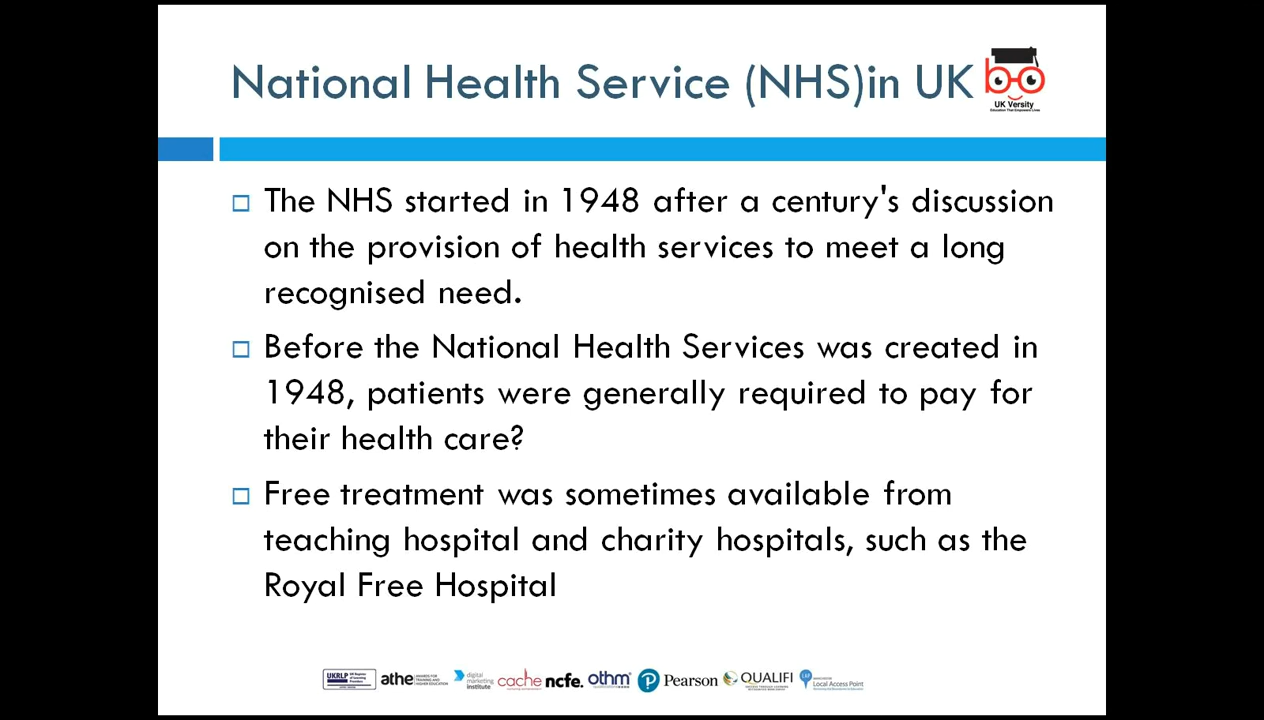 National Health Service (NHS)in UK
UK Versity
Education That Empowers Lives
The NHS started in 1948 after a century's discussion
on the provision of health services to meet a long
recognised need.
Before the National Health Services was created in
1948, patients were generally required to pay for
their health care?
Free treatment was sometimes available from
teaching hospital and charity hospitals, such as the
Royal Free Hospital
UKRLP
athe
digital
marketing
institute
cache
ncfe.
othm
Pearson
QUALIFI
Local Access Point